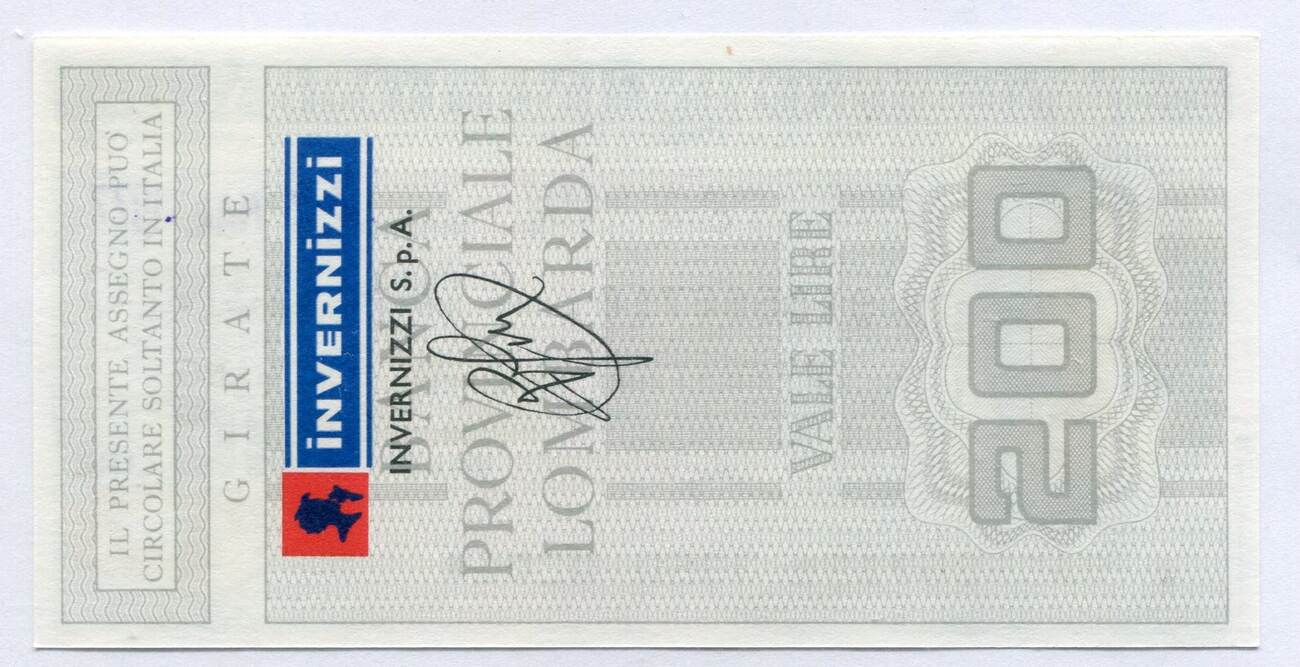 IL PRESENTE ASSEGNO PUO'
CIRCOLARE SOLTANTO IN ITALIA
GIRATE
iNVERNiZZi
INVERNIZZI S.p.A.
BANCA
PROVINCIALE
LOMBARDA
VALE LIRE
200